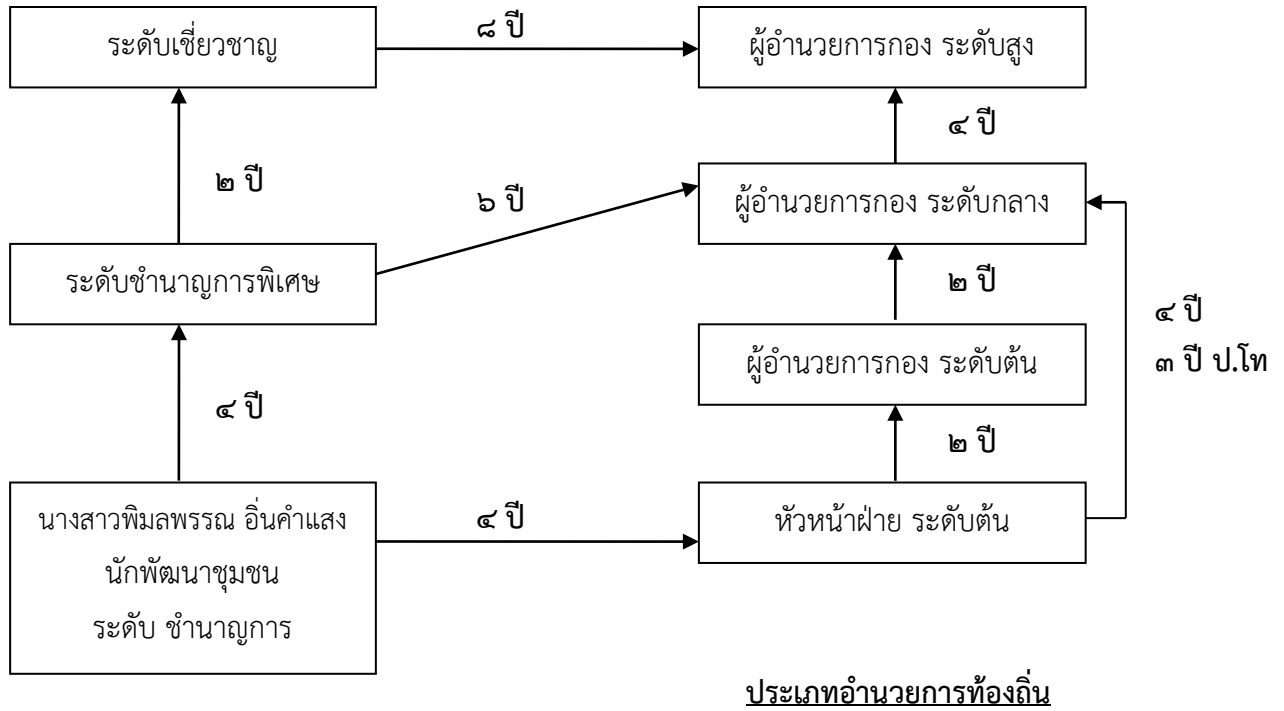 ระดับเชี่ยวชาญ
๘ ปี
ผู้อำนวยการกอง ระดับสูง
๔ ปี
๒ ปี
๖ ปี
ผู้อำนวยการกอง ระดับกลาง
ระดับชำนาญการพิเศษ
๒ ปี
๔ ปี
๓ ปี ป.โท
ผู้อำนวยการกอง ระดับต้น
๔ ปี
๒ ปี
นางสาวพิมลพรรณ อิ่นคำแสง
นักพัฒนาชุมชน
ระดับ ชำนาญการ
๔ ปี
หัวหน้าฝ่าย ระดับต้น
ประเภทอำนวยการท้องถิ่น